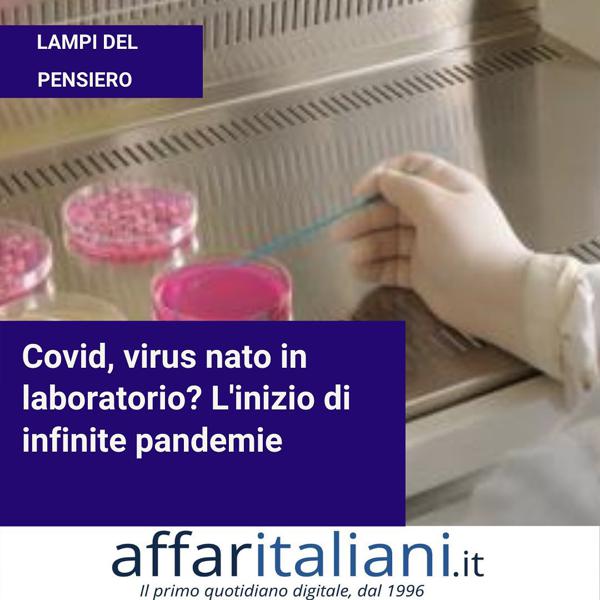 LAMPI DEL
PENSIERO
Covid, virus nato in
laboratorio? L'inizio di
infinite pandemie
affaritaliani.it
Il primo quotidiano digitale, dal 1996